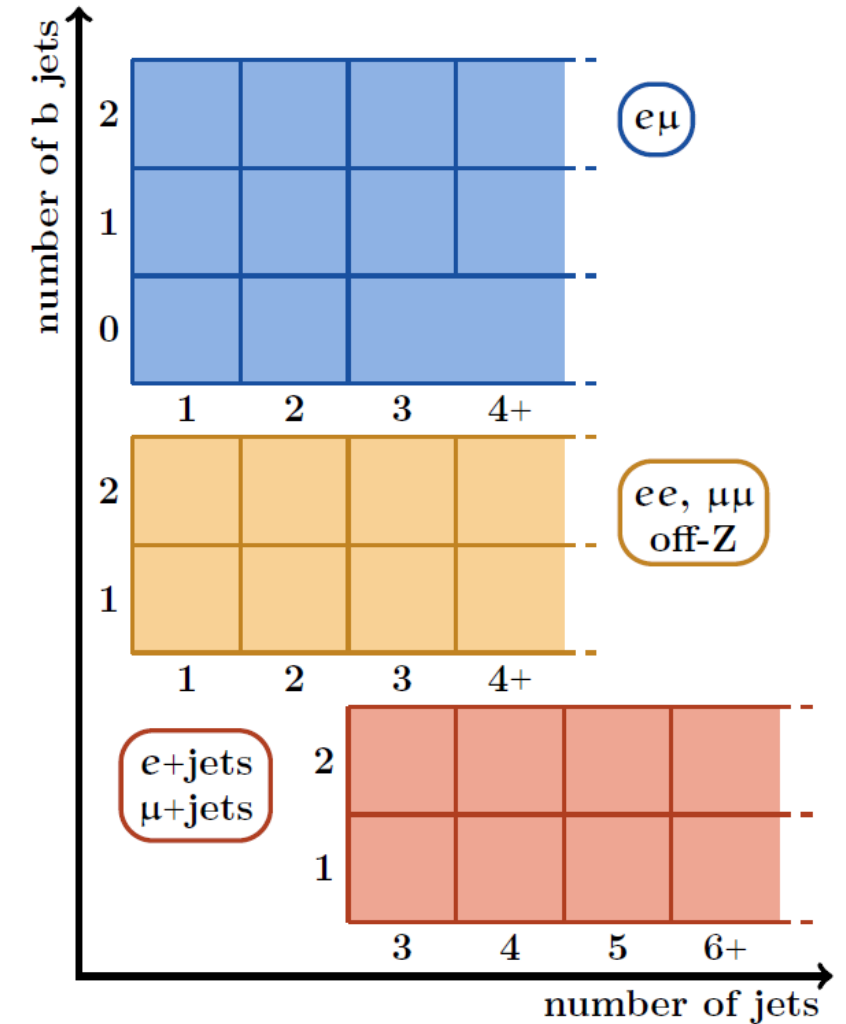 number of b jets
2
eμ
1
0
1 2 3 4+
2
ee, μμ
off-Z
1
1 2 3 4+
e+jets
μ+jets
2
1
3 4 5 6+
number of jets